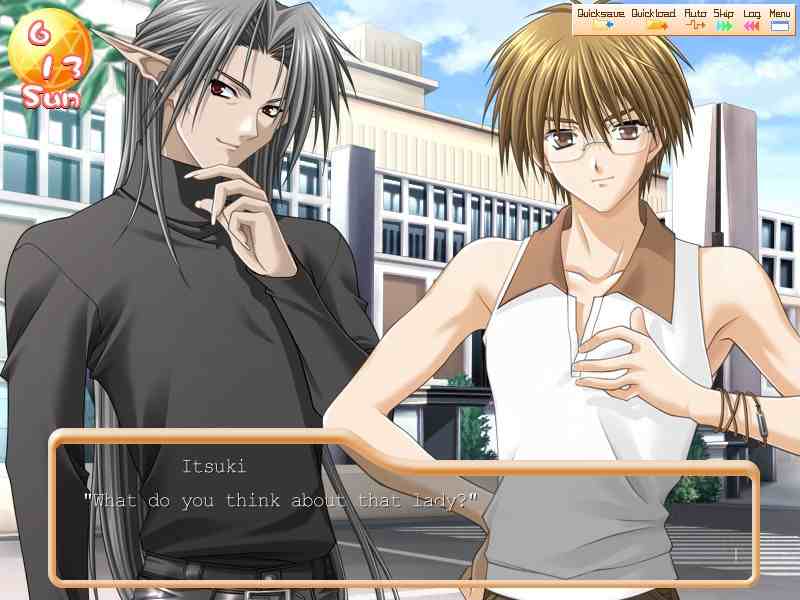 6
13
Sun
Quicksave Quickload Auto Skip Log Menu
Itsuki
"What do you think about that lady?"